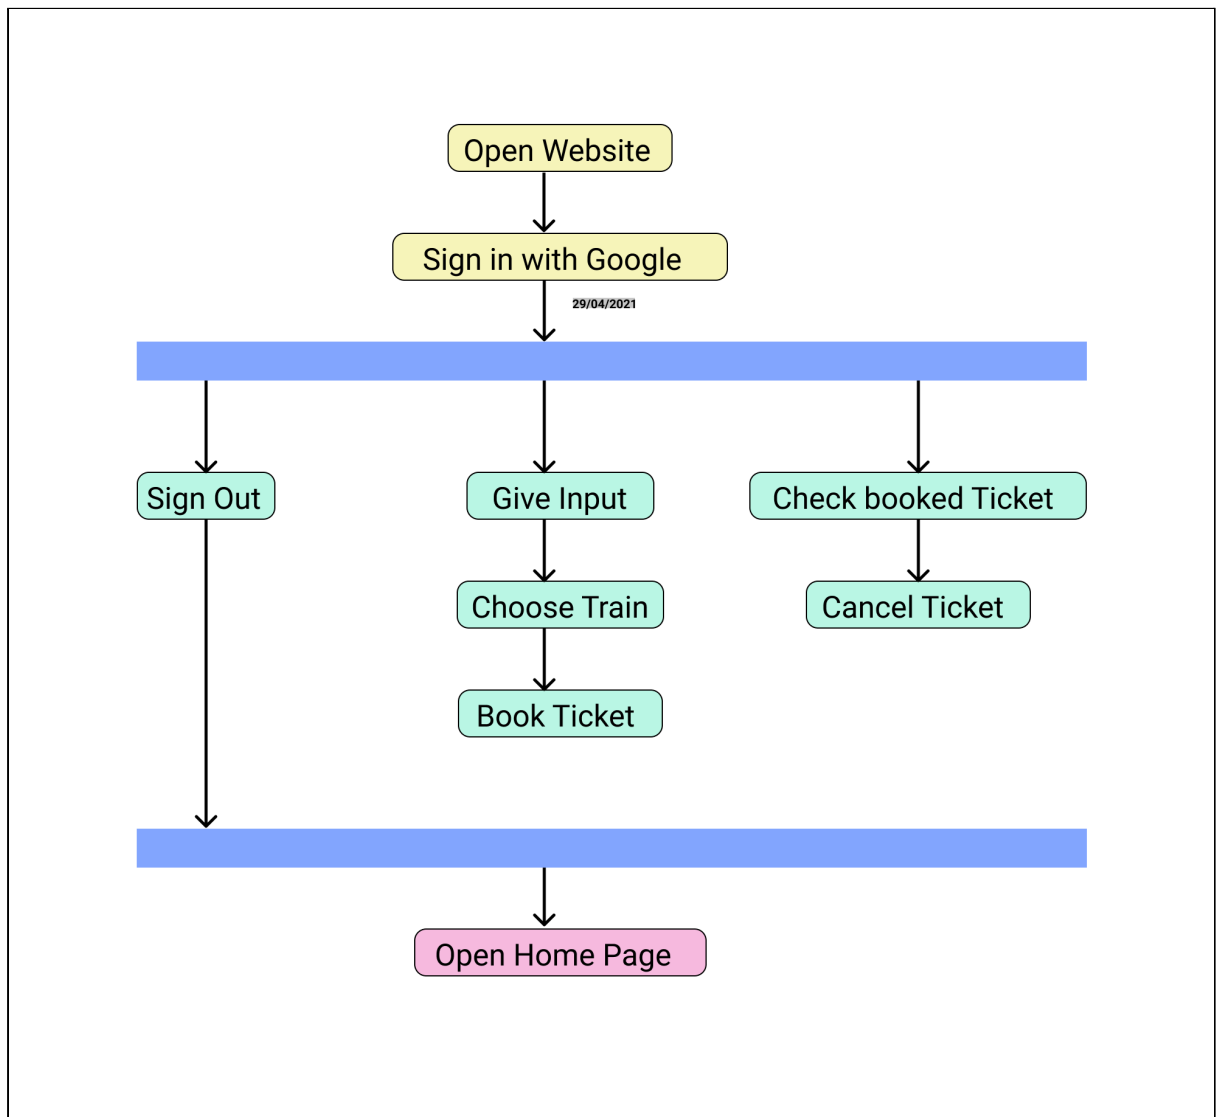 Open Website
Sign in with Google
29/04/2021
Sign Out
Give Input
Check booked Ticket
Choose Train
Cancel Ticket
Book Ticket
Open Home Page